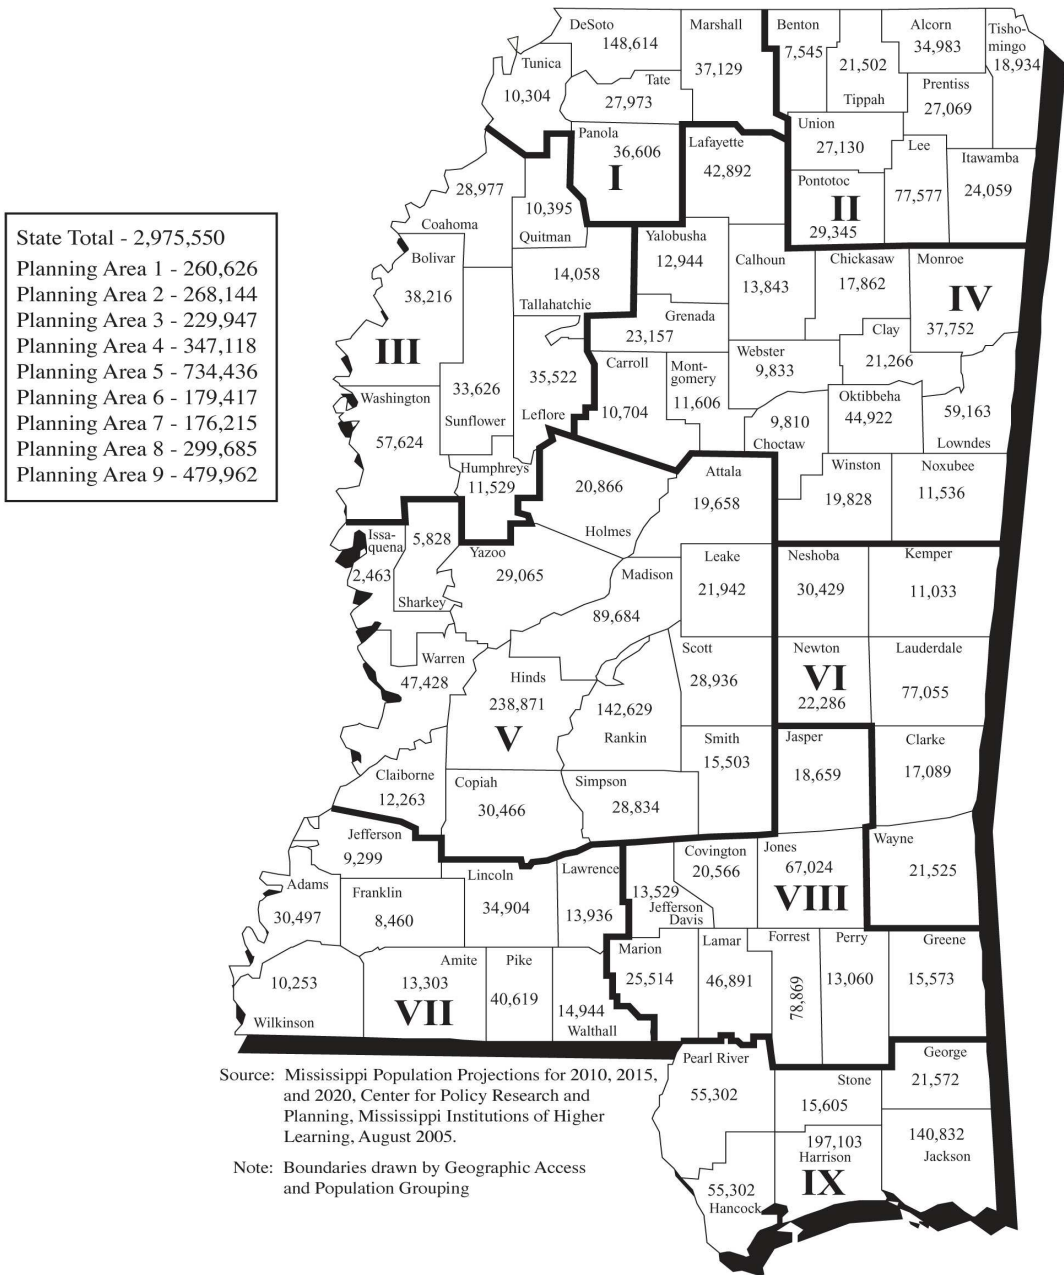 DeSoto
148,614
Marshall
37,129
Benton
7,545
Alcorn
34,983
Tisho-
mingo
18,934
Tunica
10,304
Tate
27,973
21,502
Tippah
Prentiss
27,069
Panola
36,606
I
Lafayette
42,892
Union
27,130
Lee
77,577
Itawamba
24,059
Pontotoc
II
29,345
28,977
Coahoma
10,395
Quitman
State Total - 2,975,550
Planning Area 1 - 260,626
Planning Area 2 - 268,144
Planning Area 3 - 229,947
Planning Area 4 - 347,118
Planning Area 5 - 734,436
Planning Area 6 - 179,417
Planning Area 7 - 176,215
Planning Area 8 - 299,685
Planning Area 9 - 479,962
Bolivar
38,216
III
14,058
Tallahatchie
Yalobusha
12,944
Calhoun
13,843
Chickasaw
17,862
Monroe
IV
37,752
Grenada
23,157
Clay
21,266
Washington
57,624
33,626
Sunflower
35,522
Leflore
Carroll
10,704
Mont-
gomery
11,606
Webster
9,833
9,810
Choctaw
Oktibbeha
44,922
59,163
Lowndes
Humphreys
11,529
20,866
Holmes
Attala
19,658
Winston
19,828
Noxubee
11,536
Issa-
quena
2,463
5,828
Sharkey
Yazoo
29,065
Madison
89,684
Leake
21,942
Neshoba
30,429
Kemper
11,033
Warren
47,428
Hinds
238,871
V
142,629
Rankin
Scott
28,936
Newton
VI
22,286
Lauderdale
77,055
Smith
15,503
Jasper
18,659
Clarke
17,089
Claiborne
12,263
Copiah
30,466
Simpson
28,834
Jefferson
9,299
Adams
30,497
Franklin
8,460
Lincoln
34,904
Lawrence
13,936
13,529
Jefferson
Davis
Covington
20,566
Jones
67,024
VIII
Wayne
21,525
10,253
Wilkinson
Amite
13,303
VII
Pike
40,619
14,944
Walthall
Marion
25,514
Lamar
46,891
Forrest
78,869
Perry
13,060
Greene
15,573
Pearl River
55,302
Stone
15,605
George
21,572
55,302
Hancock
197,103
Harrison
IX
140,832
Jackson
Source: Mississippi Population Projections for 2010, 2015,
and 2020, Center for Policy Research and
Planning, Mississippi Institutions of Higher
Learning, August 2005.
Note: Boundaries drawn by Geographic Access
and Population Grouping